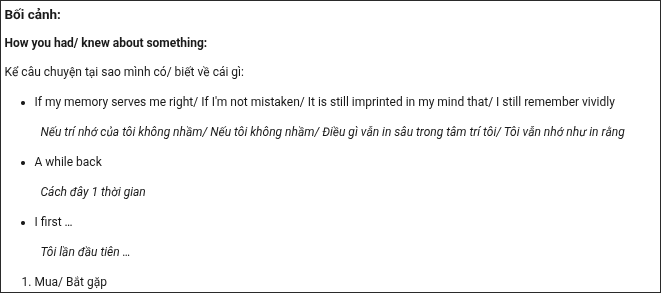 Bối cảnh:
How you had/ knew about something:
Kể câu chuyện tại sao mình có/ biết về cái gì:
• If my memory serves me right/ If I'm not mistaken/ It is still imprinted in my mind that/ I still remember vividly
Nếu trí nhớ của tôi không nhầm/ Nếu tôi không nhầm/ Điều gì vẫn in sâu trong tâm trí tôi/ Tôi vẫn nhớ như in rằng
• A while back
Cách đây 1 thời gian
• I first …
Tôi lần đầu tiên …
1. Mua/ Bắt gặp